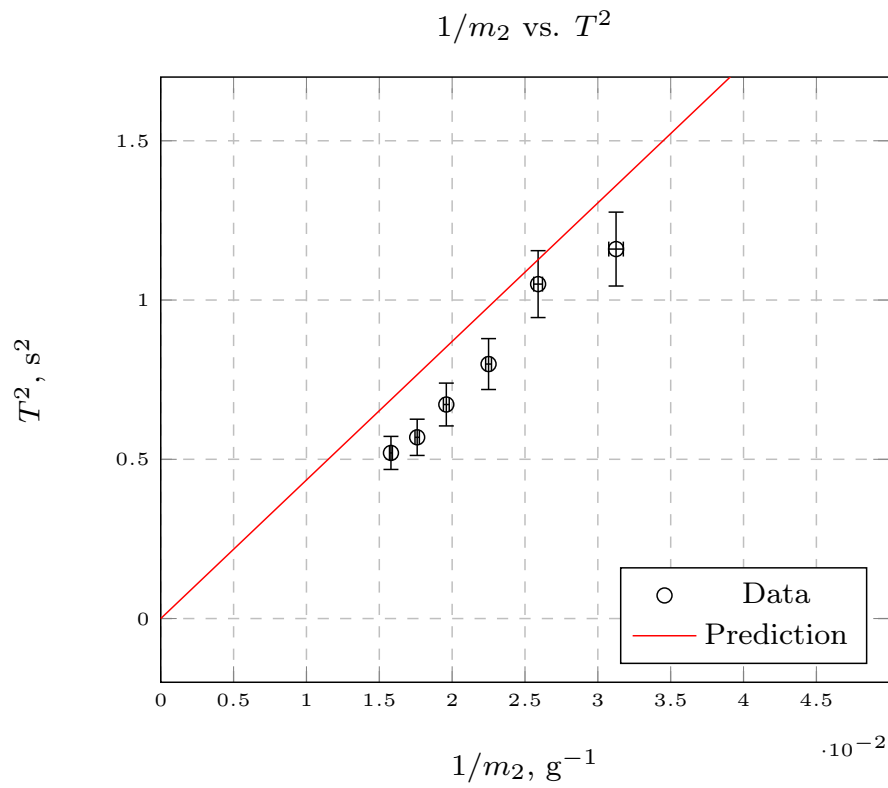 1/m₂ vs. T²
1.5
1
0.5
0
T², s²
0 0.5 1 1.5 2 2.5 3 3.5 4 4.5
·10⁻²
1/m₂, g⁻¹
Data
Prediction